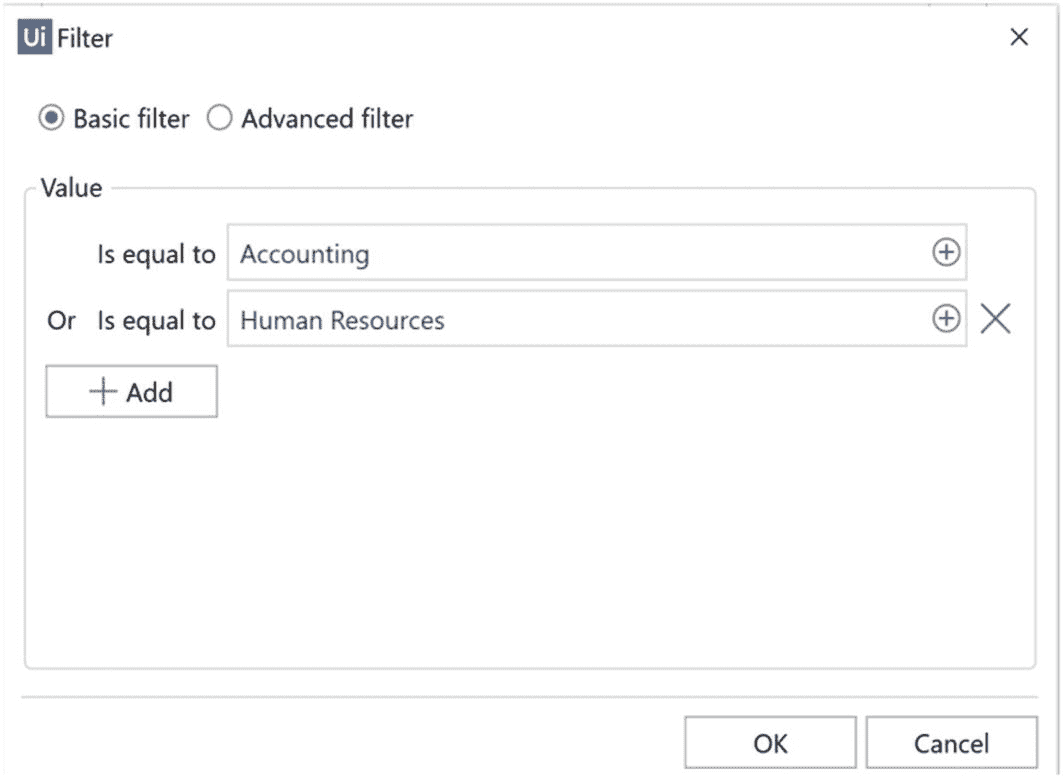 Ui Filter
Basic filter Advanced filter
Value
Is equal to Accounting
Or Is equal to Human Resources
Add
OK Cancel